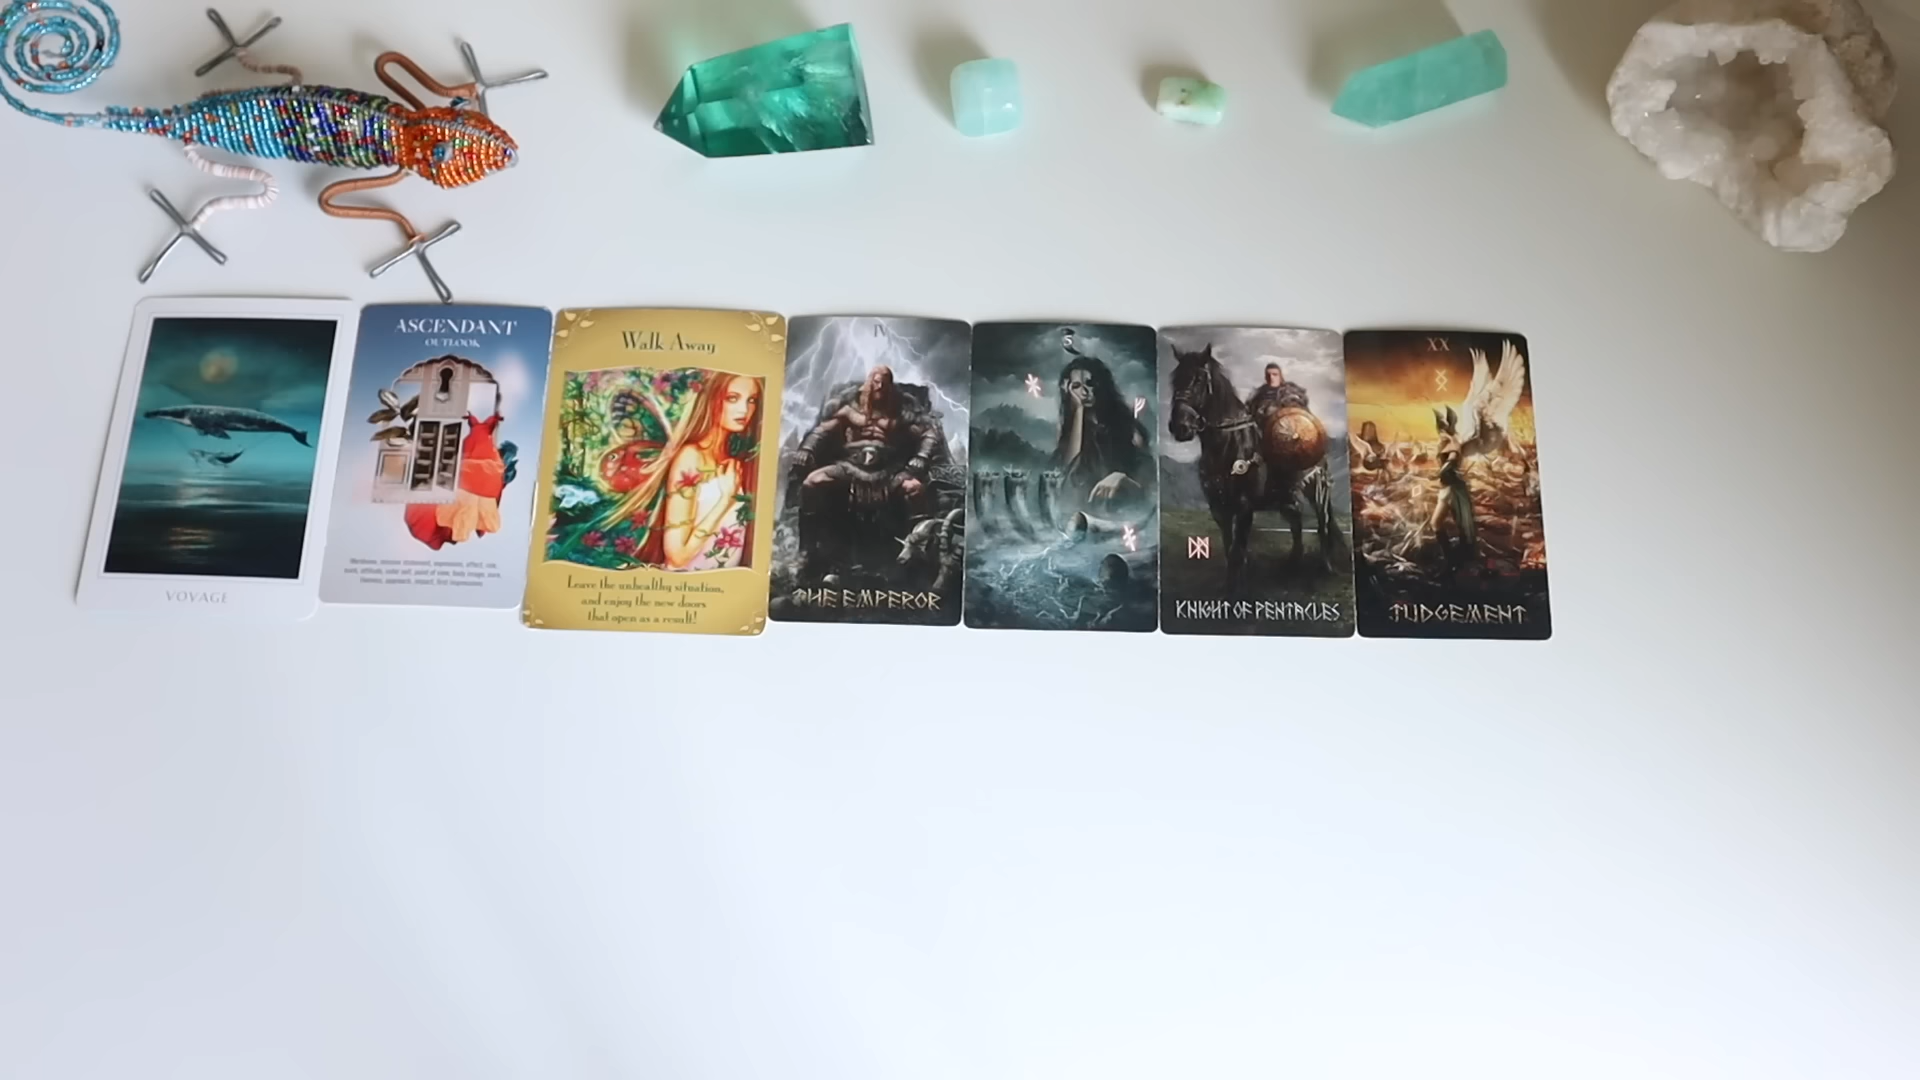 VOYAGE
ASCENDANT
OUTLOOK
Walk Away
Leave the unhealthy situation,
and enjoy the new doors
that open as a result!
IV
THE EMPEROR
5
KNIGHT OF PENTACLES
XX
JUDGEMENT